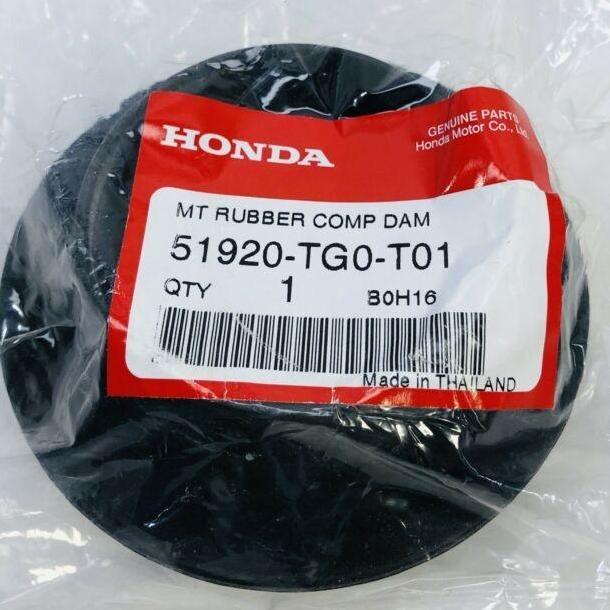 HONDA
GENUINE PARTS
Honda Motor Co., Ltd.
MT RUBBER COMP DAM
51920-TG0-T01
QTY 1 B0H16
Made in THAILAND